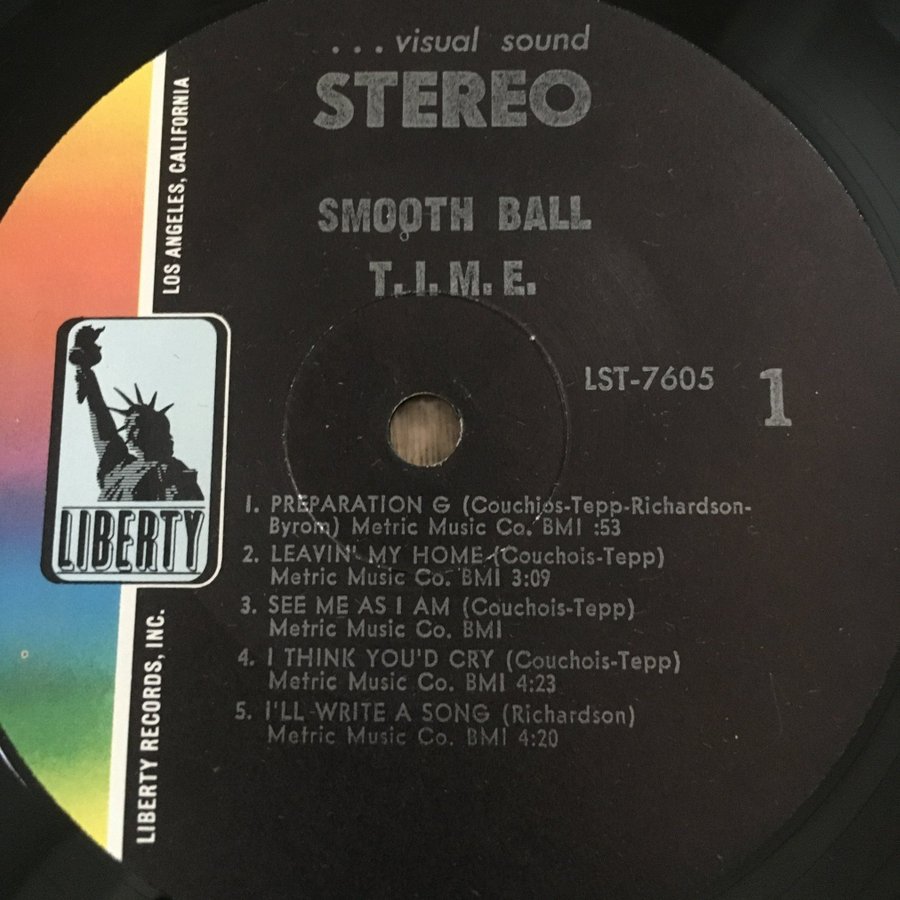 ...visual sound
STEREO
SMOOTH BALL
T.I.M.E.
LST-7605
1
1. PREPARATION G (Couchios-Tepp-Richardson-
Byrom) Metric Music Co. BMI :53
2. LEAVIN' MY HOME (Couchois-Tepp)
Metric Music Co. BMI 3:09
3. SEE ME AS I AM (Couchois-Tepp)
Metric Music Co. BMI
4. I THINK YOU'D CRY (Couchois-Tepp)
Metric Music Co. BMI 4:23
5. I'LL WRITE A SONG (Richardson)
Metric Music Co. BMI 4:20
LIBERTY
LIBERTY RECORDS, INC.
LOS ANGELES, CALIFORNIA